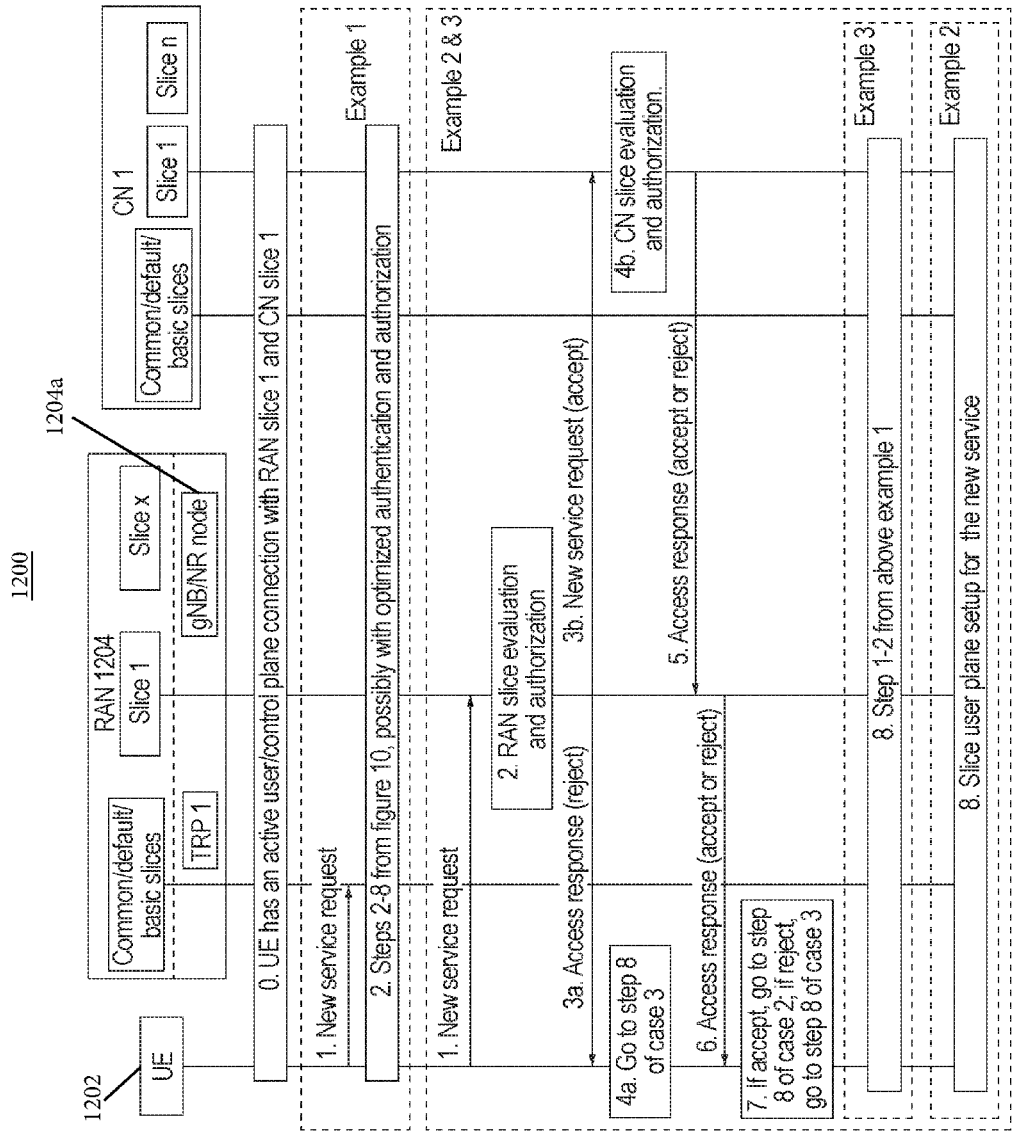 1200
1202
UE
RAN 1204
Common/default/
basic slices
Slice 1
Slice x
TRP 1
gNB/NR node
1204a
CN 1
Common/default/
basic slices
Slice 1
Slice n
0. UE has an active user/control plane connection with RAN slice 1 and CN slice 1
Example 1
1. New service request
2. Steps 2-8 from figure 10, possibly with optimized authentication and authorization
Example 2 & 3
1. New service request
2. RAN slice evaluation
and authorization
3a. Access response (reject)
3b. New service request (accept)
4a. Go to step 8
of case 3
4b. CN slice evaluation
and authorization.
5. Access response (accept or reject)
6. Access response (accept or reject)
7. If accept, go to step
8 of case 2; if reject,
go to step 8 of case 3
Example 3
8. Step 1-2 from above example 1
Example 2
8. Slice user plane setup for the new service